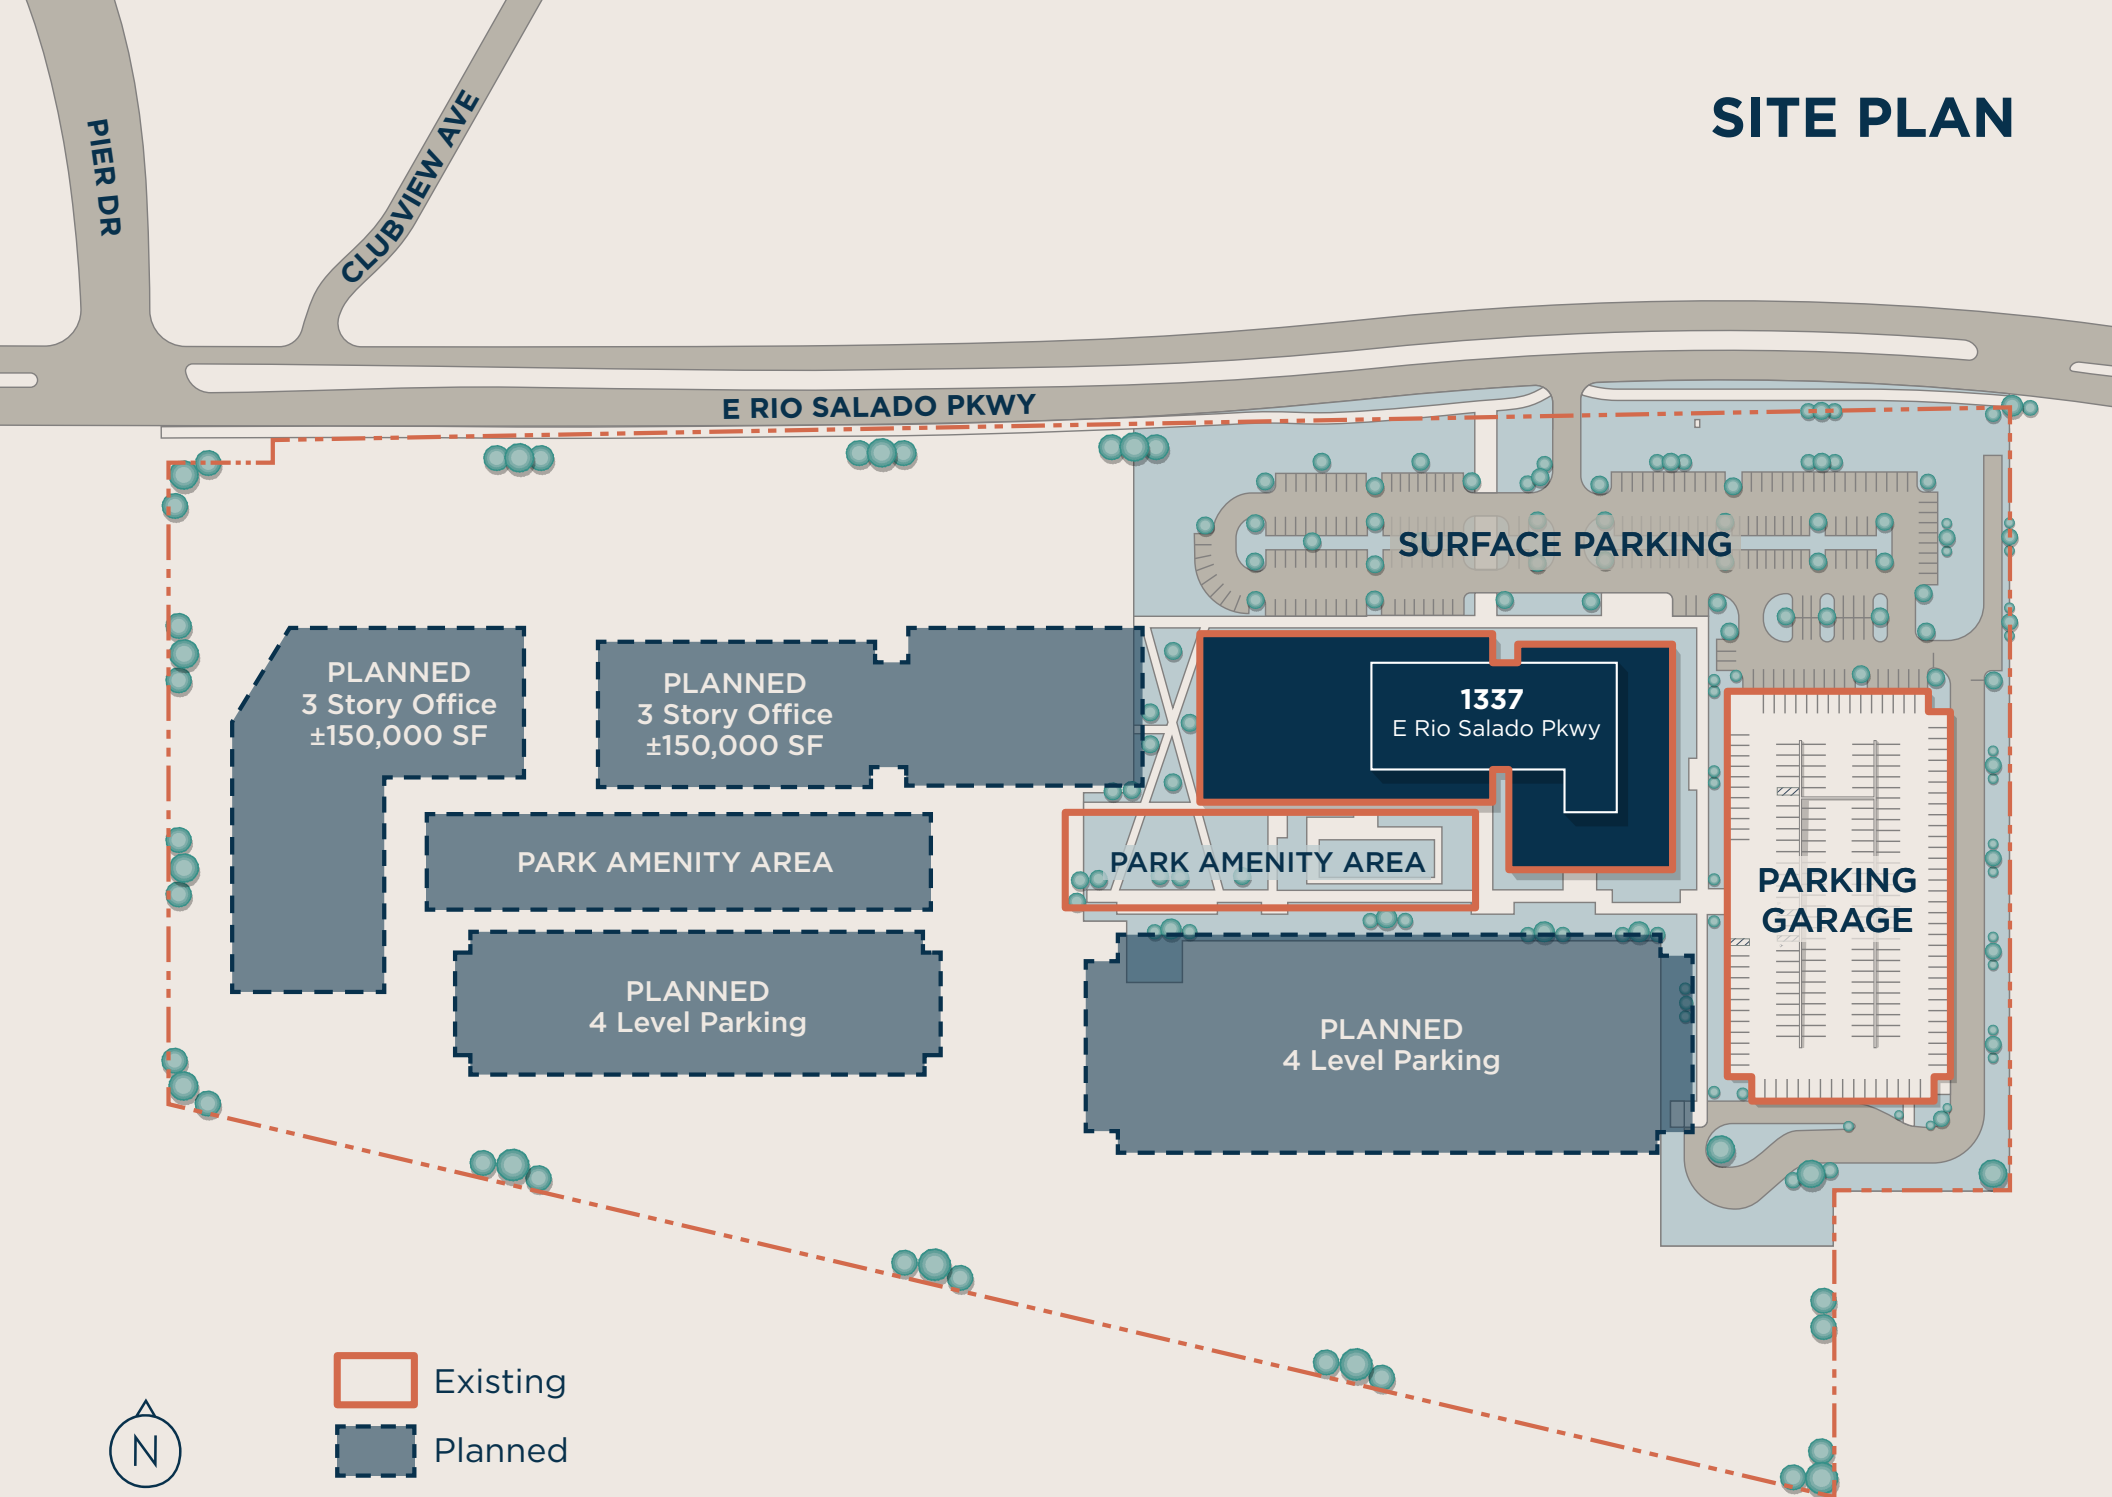 SITE PLAN
PIER DR
CLUBVIEW AVE
E RIO SALADO PKWY
SURFACE PARKING
PLANNED
3 Story Office
±150,000 SF
PLANNED
3 Story Office
±150,000 SF
1337
E Rio Salado Pkwy
PARK AMENITY AREA
PARK AMENITY AREA
PARKING
GARAGE
PLANNED
4 Level Parking
PLANNED
4 Level Parking
Existing
Planned
N